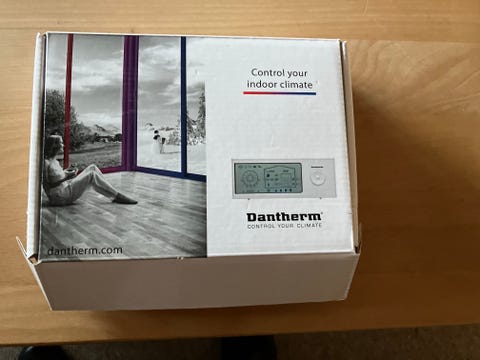 Control your
indoor climate
Dantherm
CONTROL YOUR CLIMATE
dantherm.com